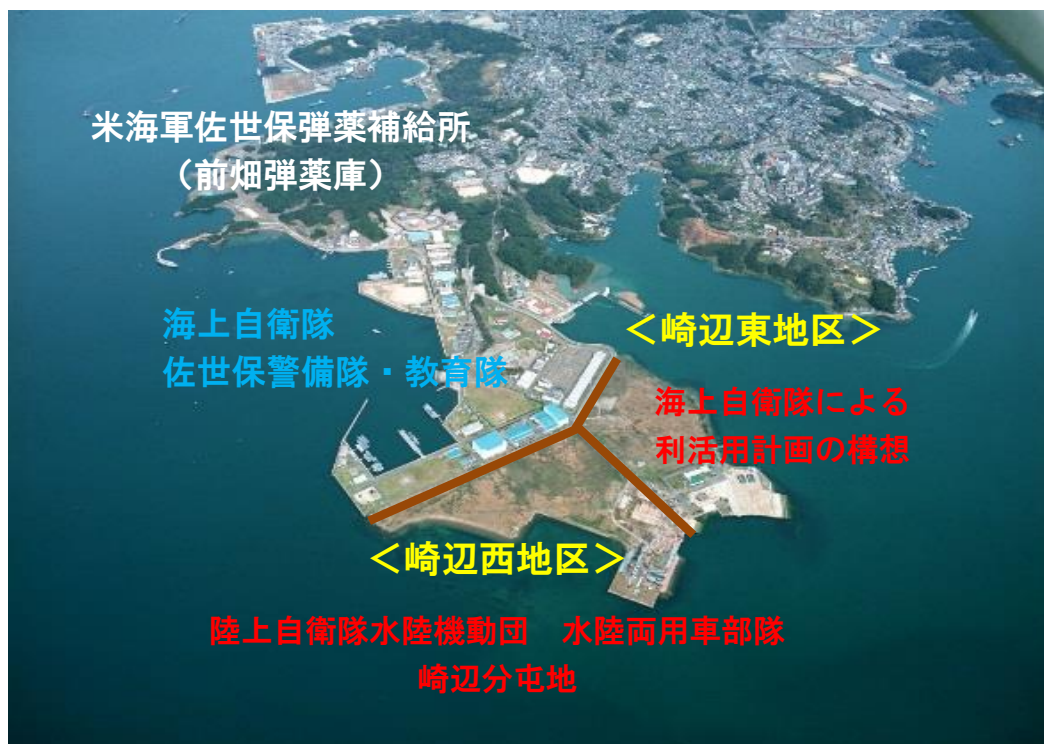 米海軍佐世保弾薬補給所
（前畑弾薬庫）
海上自衛隊
佐世保警備隊・教育隊
＜崎辺東地区＞
海上自衛隊による
利活用計画の構想
＜崎辺西地区＞
陸上自衛隊水陸機動団　水陸両用車部隊
崎辺分屯地